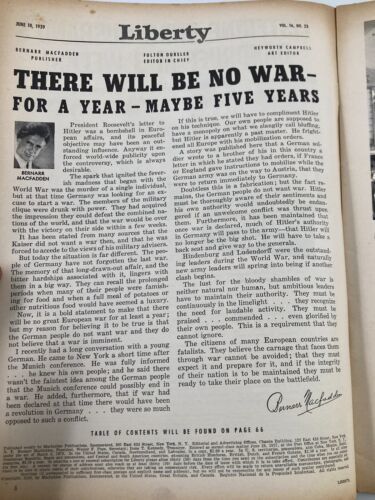 JUNE 10, 1939
Liberty
VOL. 16, NO. 23
BERNARR MACFADDEN
PUBLISHER
FULTON OURSLER
EDITOR IN CHIEF
HEYWORTH CAMPBELL
ART EDITOR
THERE WILL BE NO WAR-
FOR A YEAR - MAYBE FIVE YEARS
BERNARR
MACFADDEN
President Roosevelt's letter to
Hitler was a bombshell in Euro-
pean affairs, and its peaceful
objective may have been an out-
standing influence. Anyway it en-
forced world-wide publicity upon
the controversy, which is always
desirable.
The spark that ignited the fever-
ish madness that began with the
World War was the murder of a single individual,
but at that time Germany was looking for an ex-
cuse to start a war. The members of the military
clique were drunk with power. They had acquired
the impression they could defeat the combined na-
tions of the world, and that the war would be over
with the victory on their side within a few weeks.
It has been stated from many sources that the
Kaiser did not want a war then, and that he was
forced to accede to the views of his military advisers.
But today the situation is far different. The peo-
ple of Germany have not forgotten the last war.
The memory of that long-drawn-out affair, and the
bitter hardships associated with it, lingers with
them in a big way. They can recall the prolonged
periods when many of their people were famish-
ing for food and when a full meal of potatoes or
other nutritious food would have seemed a luxury.
Now, it is a bold statement to make that there
will be no European war for at least a year;
but my reason for believing it to be true is that
the German people do not want war and they do
not believe that a war is imminent.
I recently had a long conversation with a young
German. He came to New York a short time after
the Munich conference. He was fully informed
. . . he knew his own people; and he said there
wasn't the faintest idea among the German people
that the Munich conference could possibly end in
a war. He added, furthermore, that if war had
been declared at that time there would have been
a revolution in Germany . . . they were so much
opposed to such a conflict.
If this is true, we will have to compliment Hitler
on his technique. Our own people are supposed to
have a monopoly on what we slangily call bluffing,
but Hitler is apparently a past master. He fright-
ened all Europe with his mobilization orders.
A story was published here that a German sol-
dier wrote to a brother of his in this country a
letter in which he stated they had orders, if France
or England gave instructions to mobilize while the
German army was on the way to Austria, that they
were to return immediately to Germany.
Doubtless this is a fabrication; but the fact re-
mains, the German people do not want war. Hitler
must be thoroughly aware of their sentiments and
his own authority would undoubtedly be endan-
gered if an unwelcome conflict was thrust upon
them. Furthermore, it has been maintained that
once war is declared, much of Hitler's authority
in Germany will pass to the army—that Hitler will
no longer be the big shot. He will have to take a
back seat and give way to the generals.
Hindenburg and Ludendorff were the outstand-
ing leaders during the World War, and naturally
new army leaders will spring into being if another
clash begins.
The lust for the bloody shambles of war is
neither natural nor human, but ambitious leaders
have to maintain their authority. They must be
continuously in the limelight . . . they recognize
the need for laudable activity. They must be
praised . . . commended . . . even glorified to
their own people. This is a requirement that they
cannot ignore.
The citizens of many European countries are
fatalists. They believe the carnage that faces them
through war cannot be avoided; that they must
expect it and prepare for it, and if the integrity
of their nation is to be maintained they must be
ready to take their place on the battlefield.
Bernarr Macfadden
TABLE OF CONTENTS WILL BE FOUND ON PAGE 66